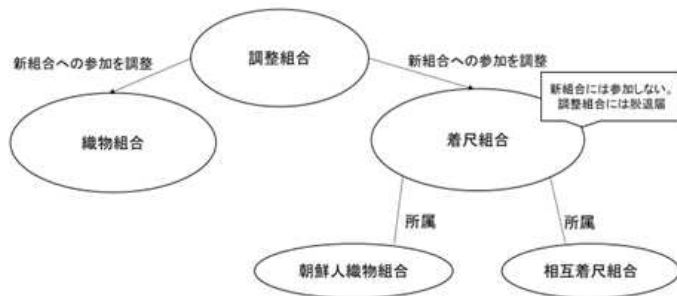 調整組合
新組合への参加を調整
新組合への参加を調整
新組合には参加しない。
調整組合には脱退届
織物組合
着尺組合
所属
所属
朝鮮人織物組合
相互着尺組合